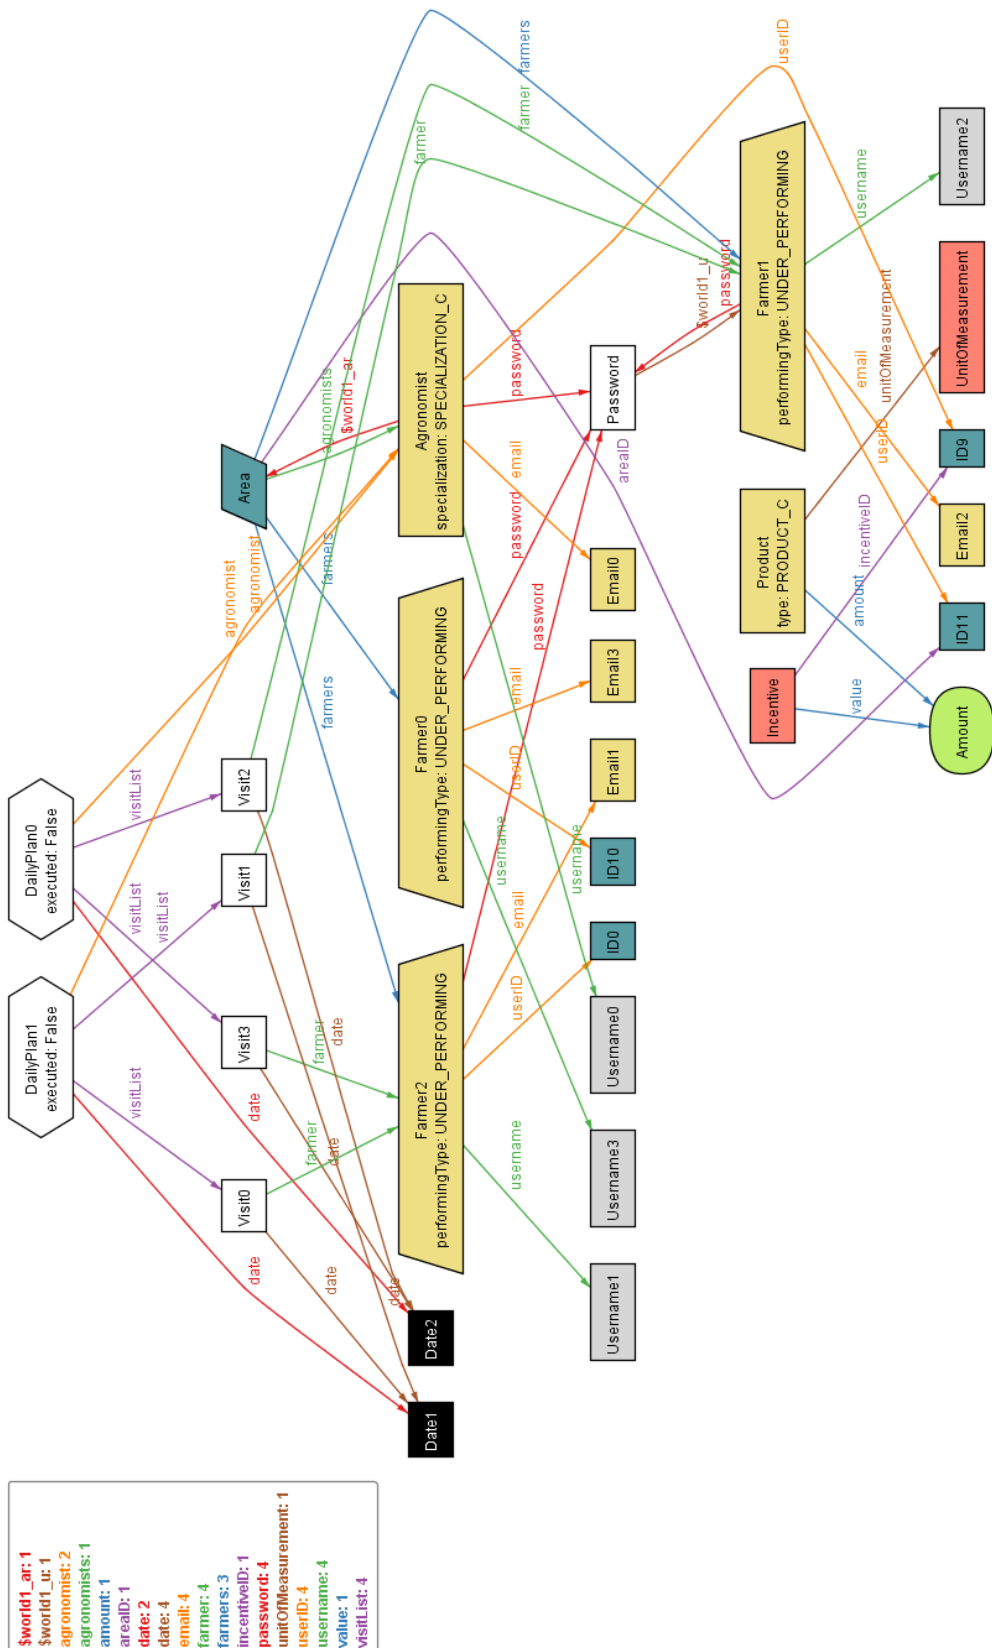 $world1_ar: 1
$world1_u: 1
agronomist: 2
agronomists: 1
amount: 1
areaID: 1
date: 2
date: 4
email: 4
farmer: 4
farmers: 3
incentiveID: 1
password: 4
unitOfMeasurement: 1
userID: 4
username: 4
value: 1
visitList: 4
DailyPlan1
executed: False
DailyPlan0
executed: False
visitList
visitList
visitList
visitList
date
date
agronomist
agronomist
Visit0
Visit3
Visit1
Visit2
Area
date
date
date
date
farmer
farmer
farmer
farmer
farmers
farmers
farmers
agronomists
$world1_ar
areaID
Date1
Date2
Farmer2
performingType: UNDER_PERFORMING
Farmer0
performingType: UNDER_PERFORMING
Agronomist
specialization: SPECIALIZATION_C
username
userID
email
password
username
userID
email
password
username
email
password
userID
Username1
Username3
Username0
ID0
ID10
Email1
Email3
Email0
Password
$world1_u
password
Incentive
Product
type: PRODUCT_C
Farmer1
performingType: UNDER_PERFORMING
value
amount
incentiveID
userID
email
unitOfMeasurement
username
Amount
ID11
Email2
ID9
UnitOfMeasurement
Username2